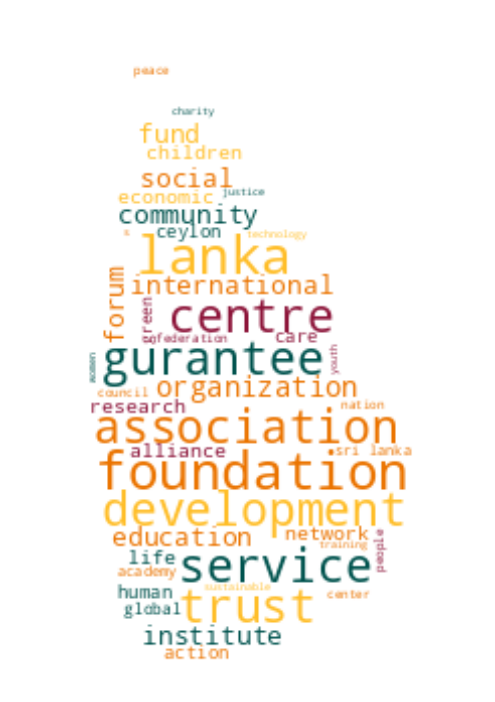 peace
charity
fund
children
social
economic justice
community
s ceylon technology
lanka
forum international
green centre
federation care
women gurantee youth
council organization
research nation
association
alliance sri lanka
foundation
development
education network
training
life service people
academy
human sustainable center
global trust
institute
action